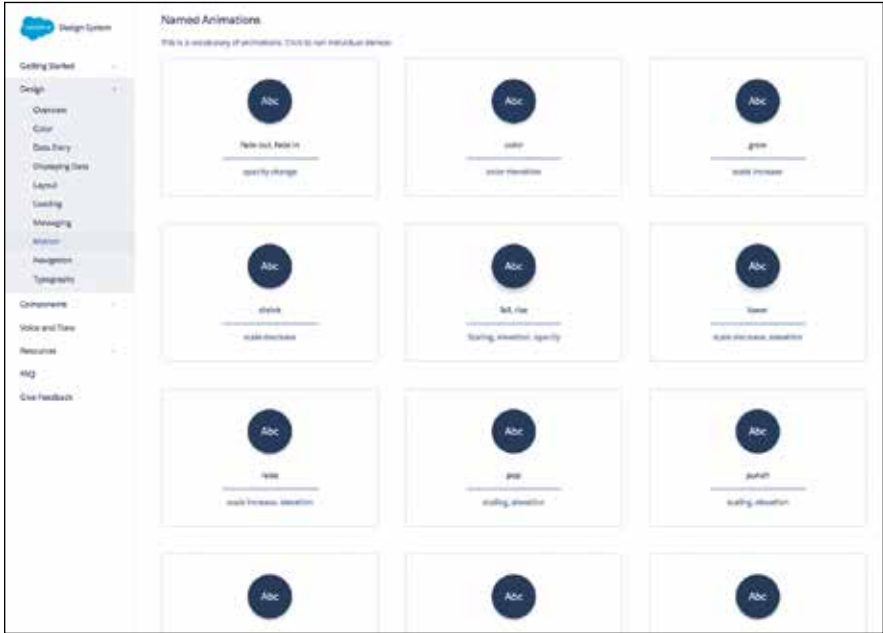 salesforce Design System
Named Animations
This is a vocabulary of animations. Click to run individual demos.
Getting Started
Design
Overview
Color
Data Entry
Displaying Data
Layout
Loading
Messaging
Motion
Navigation
Typography
Components
Voice and Tone
Resources
FAQ
Give Feedback
Abc
fade out, fade in
opacity change
Abc
color
color transition
Abc
grow
scale increase
Abc
shrink
scale decrease
Abc
fall, rise
Scaling, elevation, opacity
Abc
lower
scale decrease, elevation
Abc
raise
scale increase, elevation
Abc
pop
scaling, elevation
Abc
punch
scaling, elevation
Abc
Abc
Abc